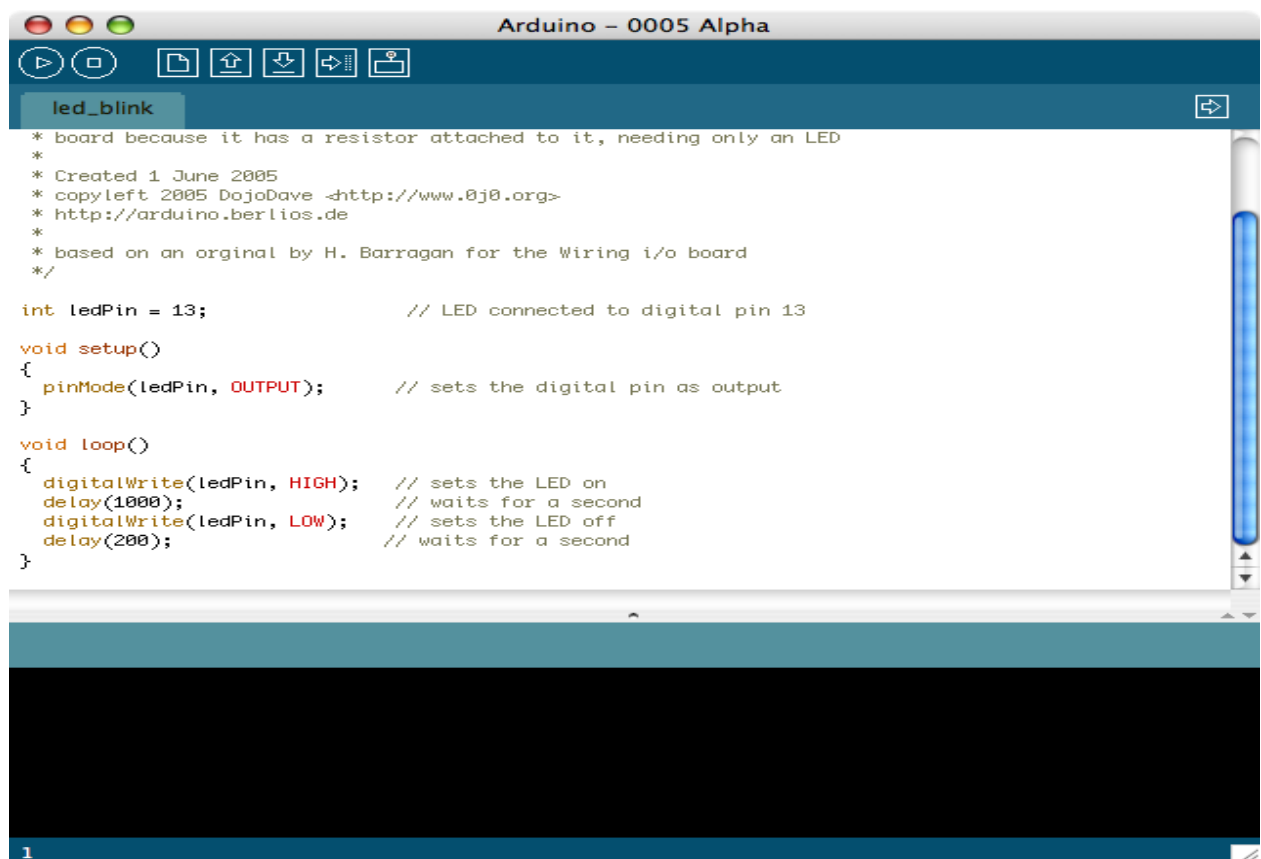 Arduino – 0005 Alpha
led_blink
* board because it has a resistor attached to it, needing only an LED
*
* Created 1 June 2005
* copyleft 2005 DojoDave <http://www.0j0.org>
* http://arduino.berlios.de
*
* based on an orginal by H. Barragan for the Wiring i/o board
*/
int ledPin = 13;                  // LED connected to digital pin 13
void setup()
{
  pinMode(ledPin, OUTPUT);      // sets the digital pin as output
}
void loop()
{
  digitalWrite(ledPin, HIGH);   // sets the LED on
  delay(1000);                   // waits for a second
  digitalWrite(ledPin, LOW);    // sets the LED off
  delay(200);                   // waits for a second
}
1